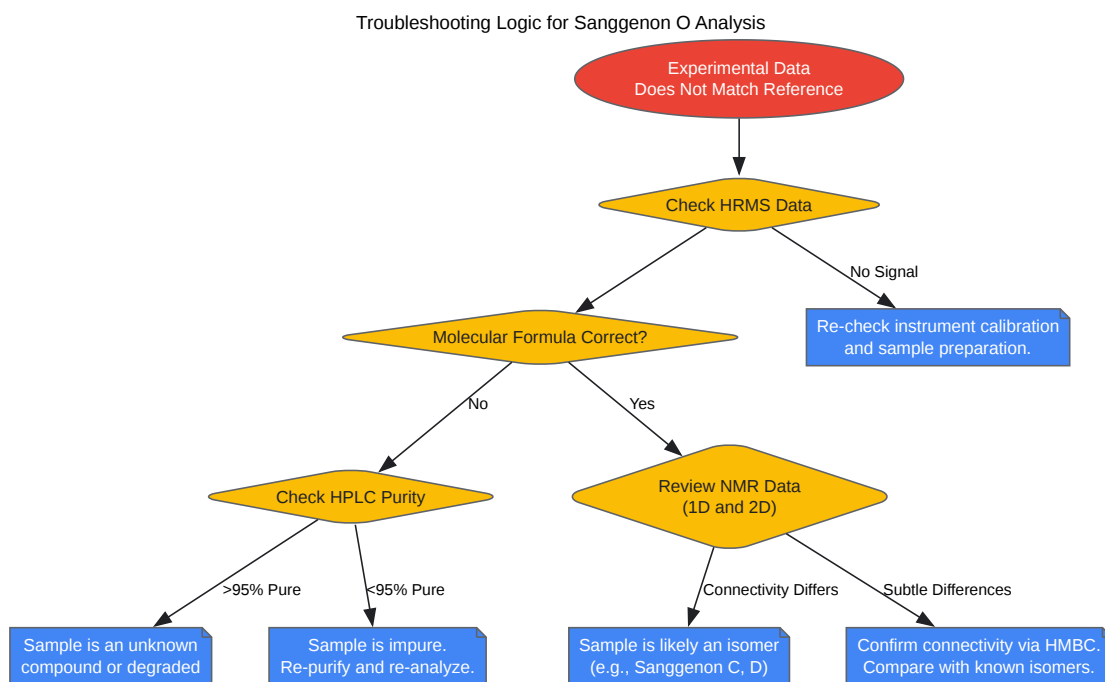 Troubleshooting Logic for Sanggenon O Analysis
Experimental Data
Does Not Match Reference
Check HRMS Data
No Signal
Re-check instrument calibration
and sample preparation.
Molecular Formula Correct?
No
Yes
Check HPLC Purity
Review NMR Data
(1D and 2D)
>95% Pure
<95% Pure
Connectivity Differs
Subtle Differences
Sample is an unknown
compound or degraded
Sample is impure.
Re-purify and re-analyze.
Sample is likely an isomer
(e.g., Sanggenon C, D)
Confirm connectivity via HMBC.
Compare with known isomers.